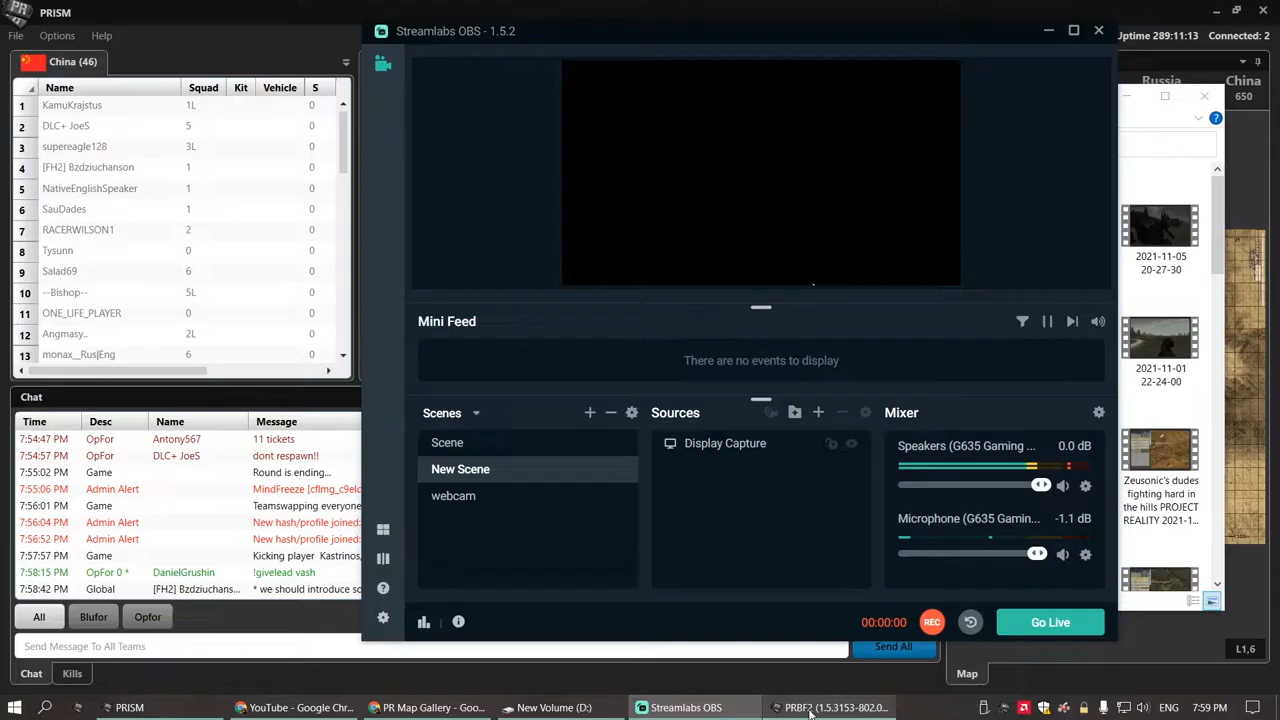 PRISM
Streamlabs OBS - 1.5.2
File Options Help
Uptime 289:11:13 Connected: 2
China (46)
Russia China
650
Name Squad Kit Vehicle S
1 KamuKrajstus 1L 0
2 DLC+ JoeS 5 0
3 supereagle128 3L 0
4 [FH2] Bzdziuchanson 1 0
5 NativeEnglishSpeaker 1 0
6 SauDades 1 0
7 RACERWILSON1 2 0
8 Tysunn 0 0
9 Salad69 6 0
10 --Bishop-- 5L 0
11 ONE_LIFE_PLAYER 0 0
12 Angmasy.. 2L 0
13 monax__Rus|Eng 6 0
2021-11-05
20-27-30
2021-11-01
22-24-00
Zeusonic's dudes
fighting hard in
the hills PROJECT
REALITY 2021-1...
Mini Feed
There are no events to display
Chat
Time Desc Name Message
7:54:47 PM OpFor Antony567 11 tickets
7:54:57 PM OpFor DLC+ JoeS dont respawn!!
7:55:02 PM Game Round is ending...
7:55:06 PM Admin Alert MindFreeze [cflmg_c9elc
7:56:01 PM Game Teamswapping everyone
7:56:04 PM Admin Alert New hash/profile joined:
7:56:52 PM Admin Alert New hash/profile joined:
7:57:57 PM Game Kicking player Kastrinos,
7:58:15 PM OpFor 0 * DanielGrushin !givelead vash
7:58:42 PM Global [FH2] Bzdziuchans... * we should introduce sc
Scenes
Scene
New Scene
webcam
Sources
Display Capture
Mixer
Speakers (G635 Gaming ... 0.0 dB
Microphone (G635 Gamin... -1.1 dB
All Blufor Opfor
00:00:00 REC Go Live
Send Message To All Teams
Send All
L1,6
Chat Kills
Map
PRISM YouTube - Google Chr... PR Map Gallery - Goo... New Volume (D:) Streamlabs OBS PRBF2 (1.5.3153-802.0... 7:59 PM